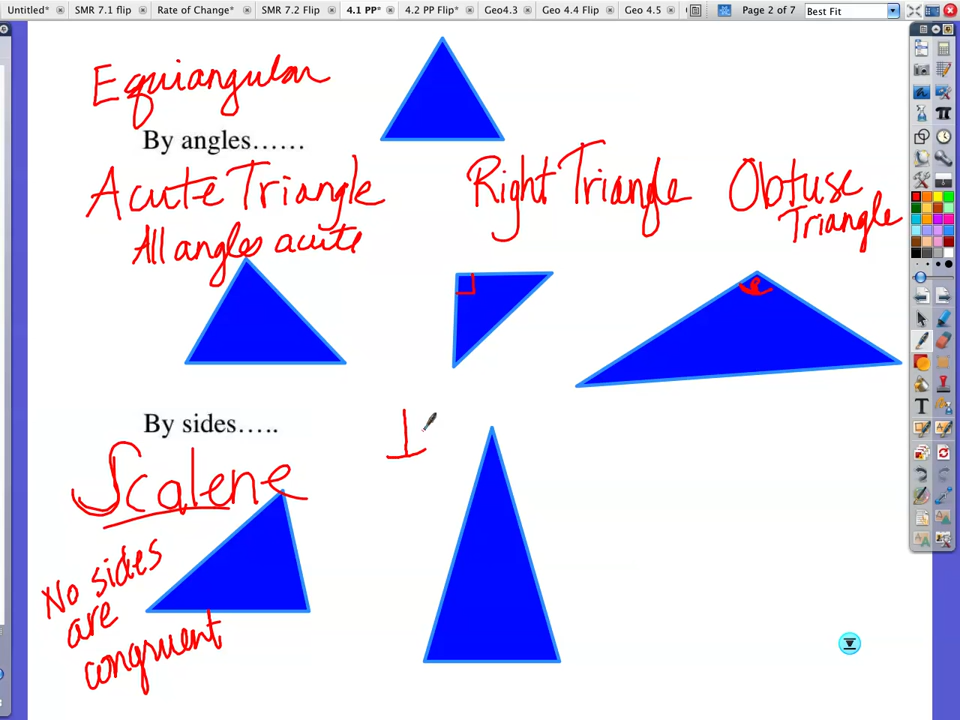 Untitled* SMR 7.1 flip Rate of Change* SMR 7.2 Flip 4.1 PP* 4.2 PP Flip* Geo4.3 Geo 4.4 Flip Geo 4.5 Page 2 of 7 Best Fit
Equiangular
By angles……
Acute Triangle
All angles acute
Right Triangle
Obtuse
Triangle
By sides…..
Scalene
No sides
are
congruent